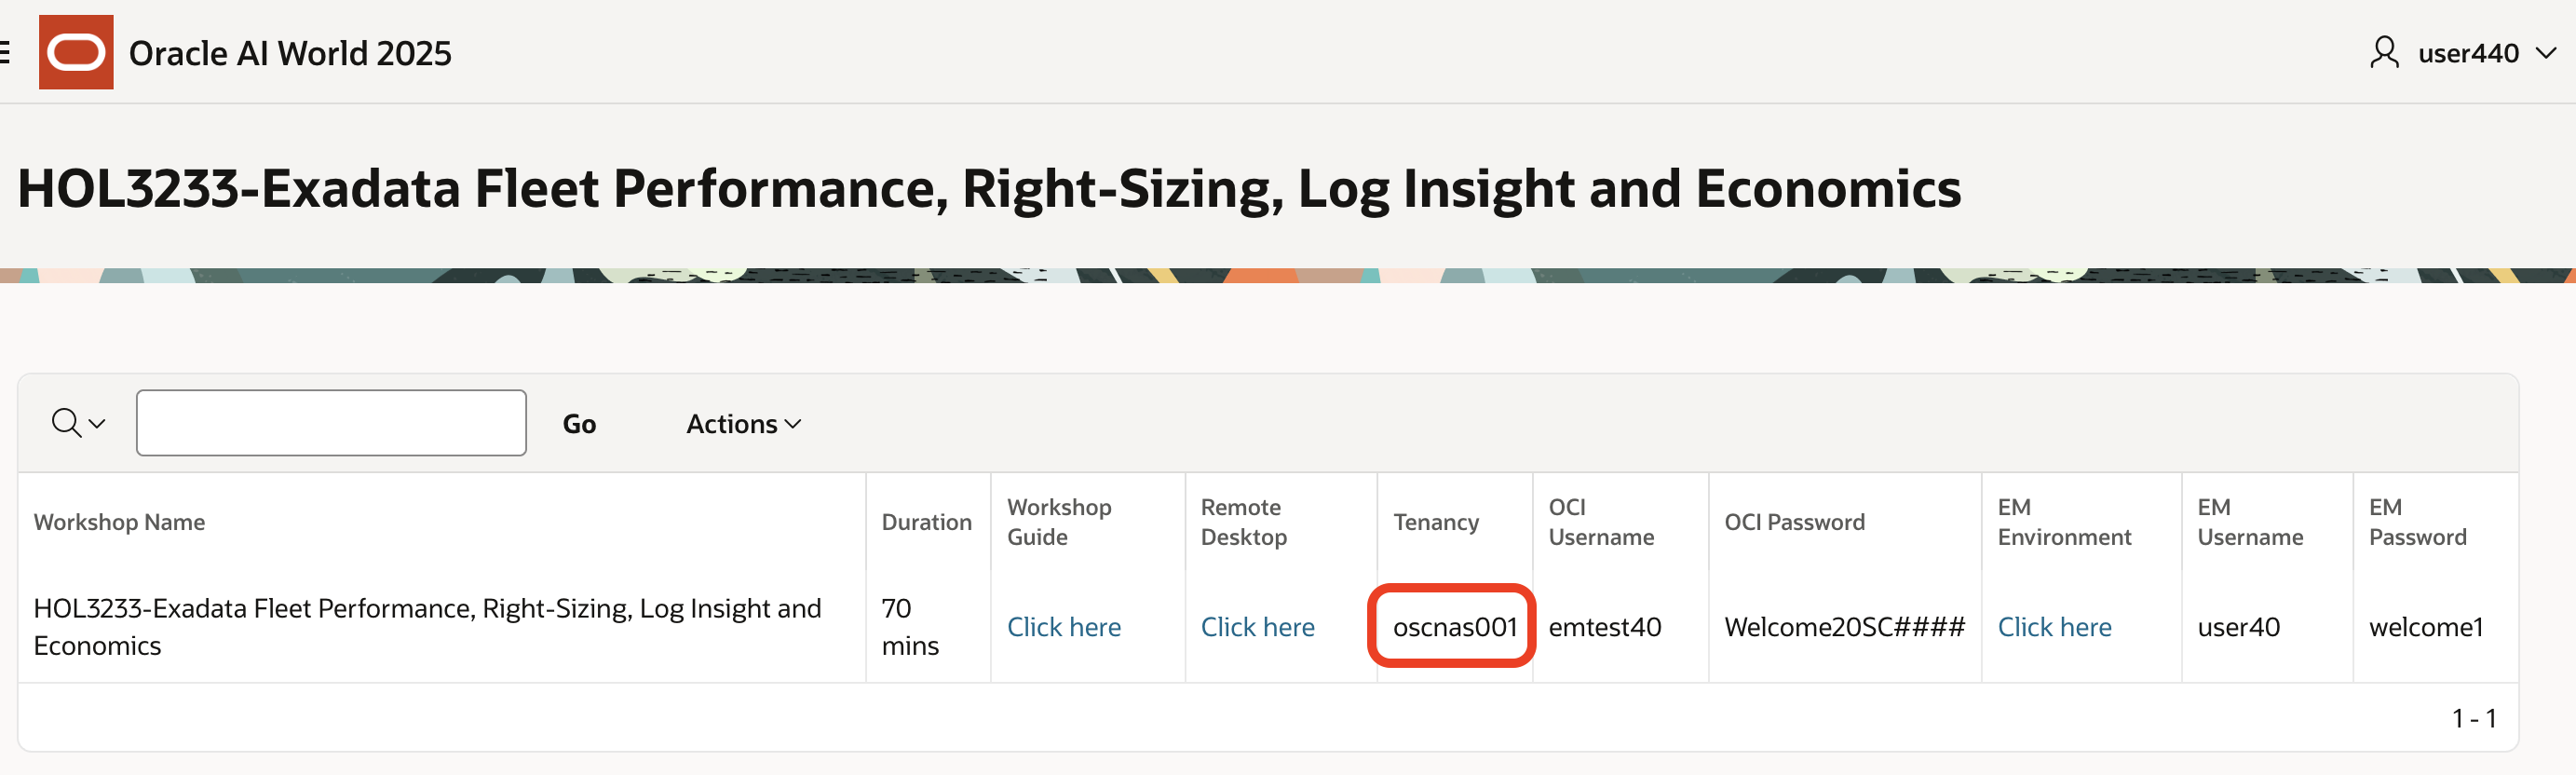 Oracle AI World 2025
user440
HOL3233-Exadata Fleet Performance, Right-Sizing, Log Insight and Economics
Go
Actions
Workshop Name
Duration
Workshop
Guide
Remote
Desktop
Tenancy
OCI
Username
OCI Password
EM
Environment
EM
Username
EM
Password
HOL3233-Exadata Fleet Performance, Right-Sizing, Log Insight and
Economics
70
mins
Click here
Click here
oscnas001
emtest40
Welcome20SC####
Click here
user40
welcome1
1 - 1